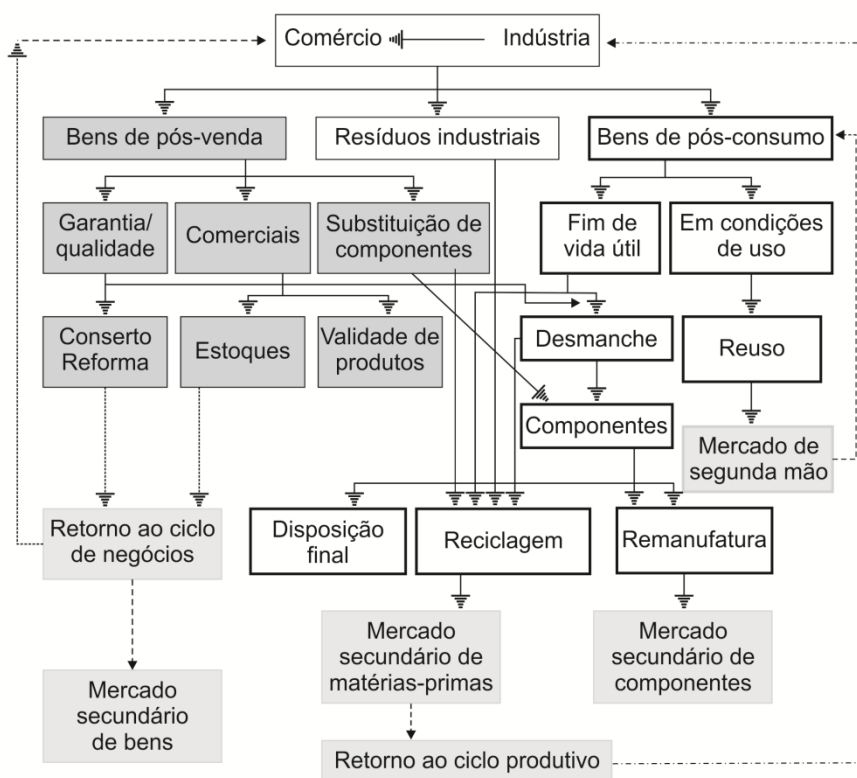 Comércio
Indústria
Bens de pós-venda
Resíduos industriais
Bens de pós-consumo
Garantia/
qualidade
Comerciais
Substituição de
componentes
Fim de
vida útil
Em condições
de uso
Conserto
Reforma
Estoques
Validade de
produtos
Desmanche
Reuso
Componentes
Mercado de
segunda mão
Retorno ao ciclo
de negócios
Disposição
final
Reciclagem
Remanufatura
Mercado
secundário de
matérias-primas
Mercado
secundário de
componentes
Mercado
secundário
de bens
Retorno ao ciclo produtivo